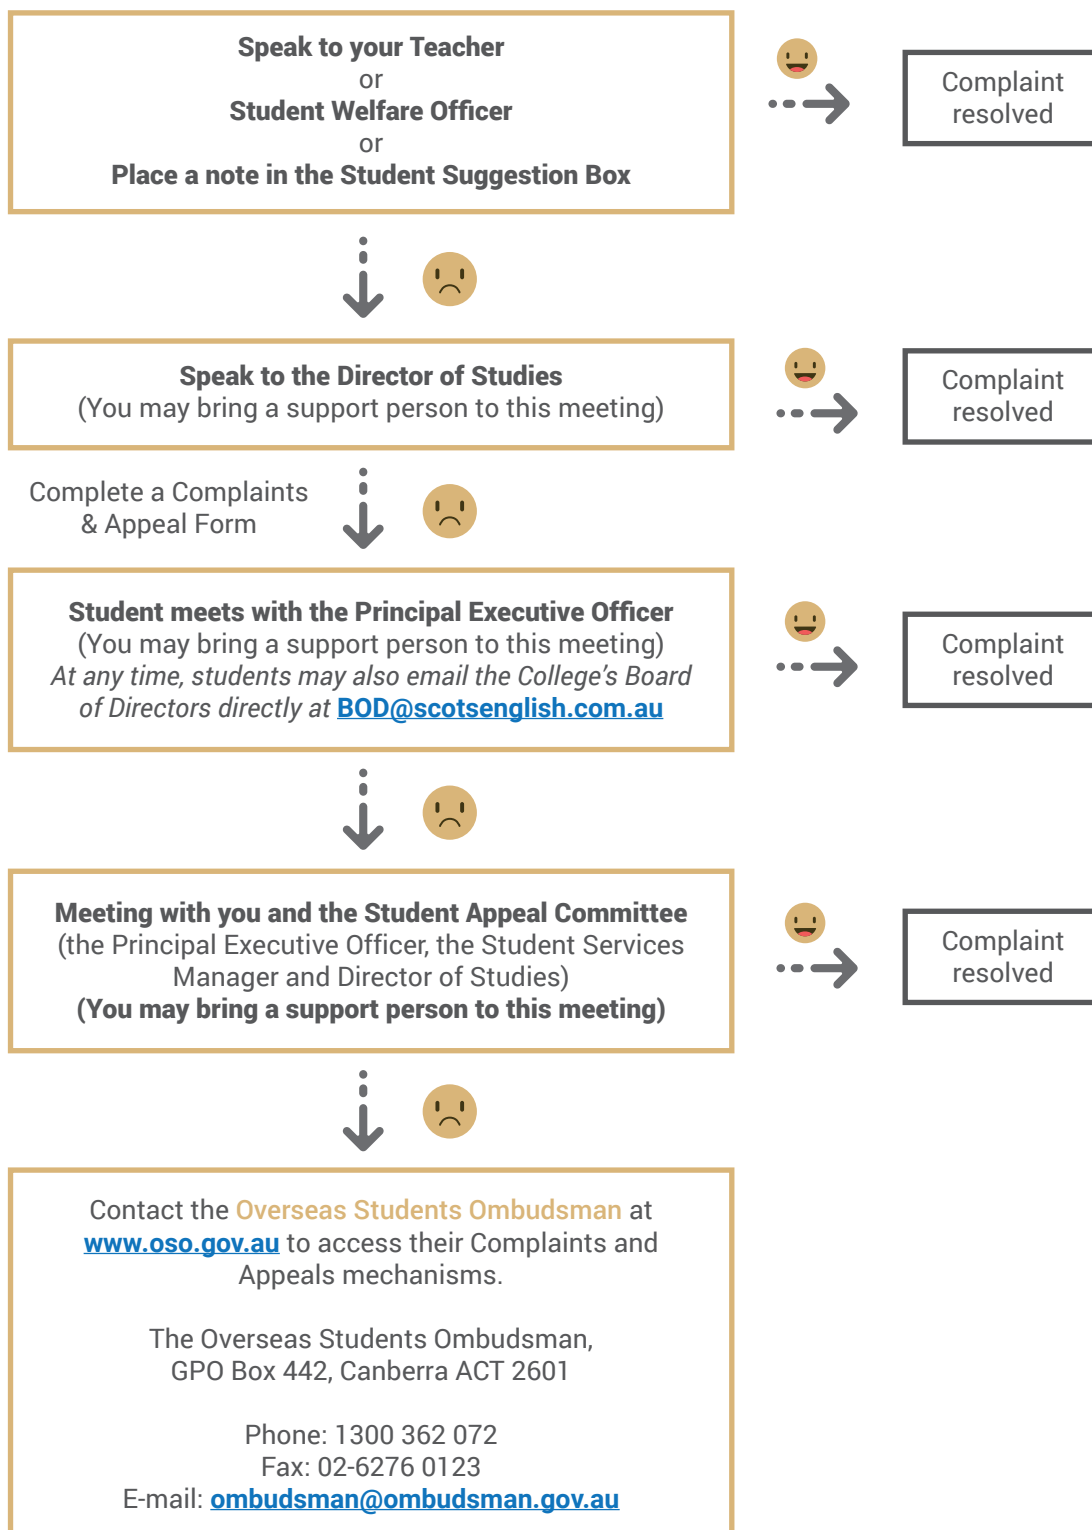 Speak to your Teacher
or
Student Welfare Officer
or
Place a note in the Student Suggestion Box
Complaint
resolved
Speak to the Director of Studies
(You may bring a support person to this meeting)
Complaint
resolved
Complete a Complaints
& Appeal Form
Student meets with the Principal Executive Officer
(You may bring a support person to this meeting)
At any time, students may also email the College's Board
of Directors directly at BOD@scotsenglish.com.au
Complaint
resolved
Meeting with you and the Student Appeal Committee
(the Principal Executive Officer, the Student Services
Manager and Director of Studies)
(You may bring a support person to this meeting)
Complaint
resolved
Contact the Overseas Students Ombudsman at
www.oso.gov.au to access their Complaints and
Appeals mechanisms.
The Overseas Students Ombudsman,
GPO Box 442, Canberra ACT 2601
Phone: 1300 362 072
Fax: 02-6276 0123
E-mail: ombudsman@ombudsman.gov.au